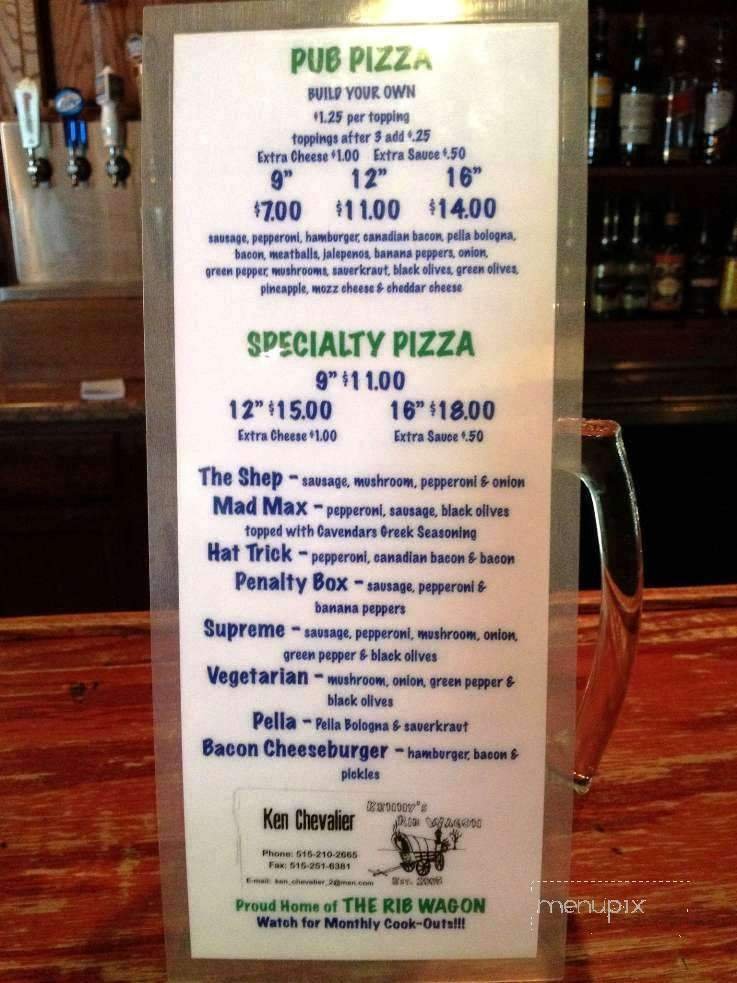 PUB PIZZA
BUILD YOUR OWN
$1.25 per topping
toppings after 3 add $.25
Extra Cheese $1.00 Extra Sauce $.50
9" 12" 16"
$7.00 $11.00 $14.00
sausage, pepperoni, hamburger, canadian bacon, pella bologna,
bacon, meatballs, jalepenos, banana peppers, onion,
green pepper, mushrooms, sauerkraut, black olives, green olives,
pineapple, mozz cheese & cheddar cheese
SPECIALTY PIZZA
9" $11.00
12" $15.00 16" $18.00
Extra Cheese $1.00 Extra Sauce $.50
The Shep - sausage, mushroom, pepperoni & onion
Mad Max - pepperoni, sausage, black olives
topped with Cavendars Greek Seasoning
Hat Trick - pepperoni, canadian bacon & bacon
Penalty Box - sausage, pepperoni &
banana peppers
Supreme - sausage, pepperoni, mushroom, onion,
green pepper & black olives
Vegetarian - mushroom, onion, green pepper &
black olives
Pella - Pella Bologna & sauerkraut
Bacon Cheeseburger - hamburger, bacon &
pickles
Kenny's
Rib Wagon
Ken Chevalier
Phone: 515-210-2665
Fax: 515-251-6381
E-mail: ken_chevalier_2@msn.com
Proud Home of THE RIB WAGON
Watch for Monthly Cook-Outs!!!
menupix